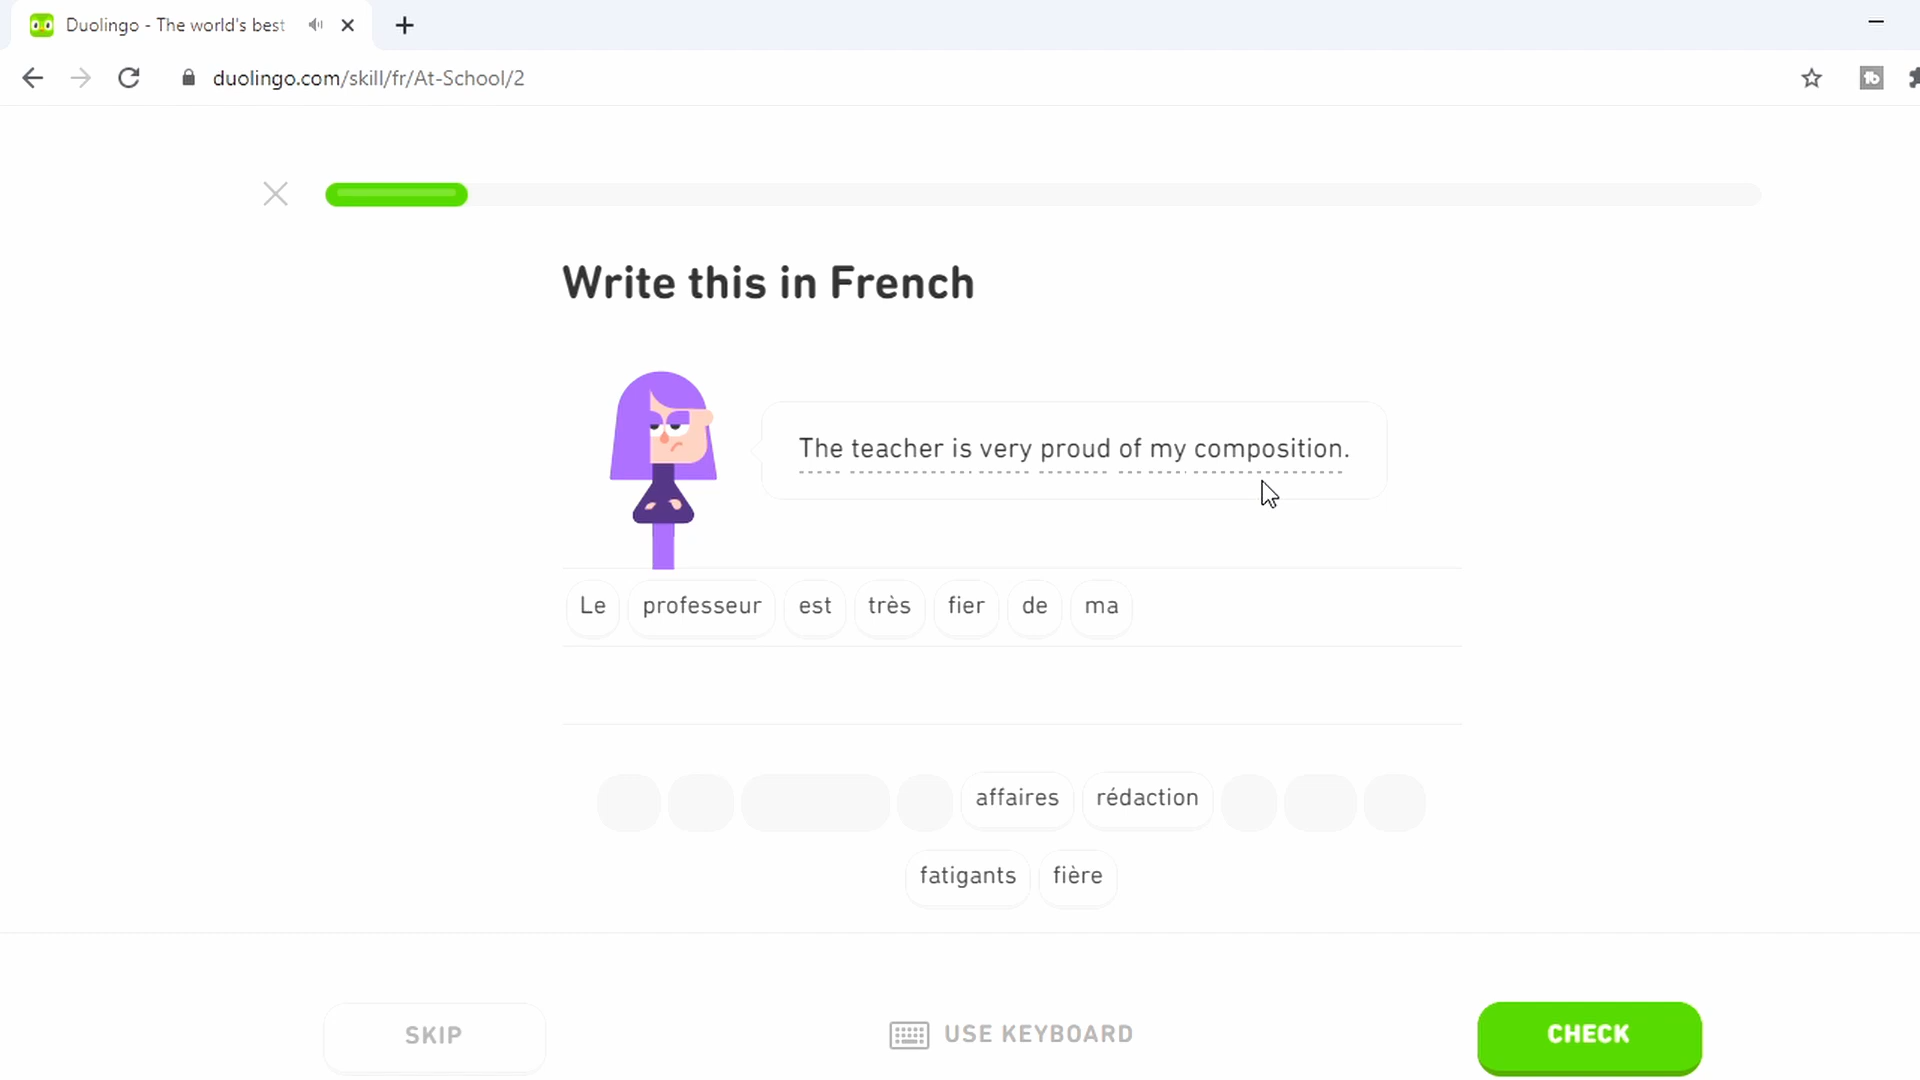 Duolingo - The world's best
duolingo.com/skill/fr/At-School/2
Write this in French
The teacher is very proud of my composition.
Le professeur est très fier de ma
affaires rédaction
fatigants fière
SKIP USE KEYBOARD CHECK